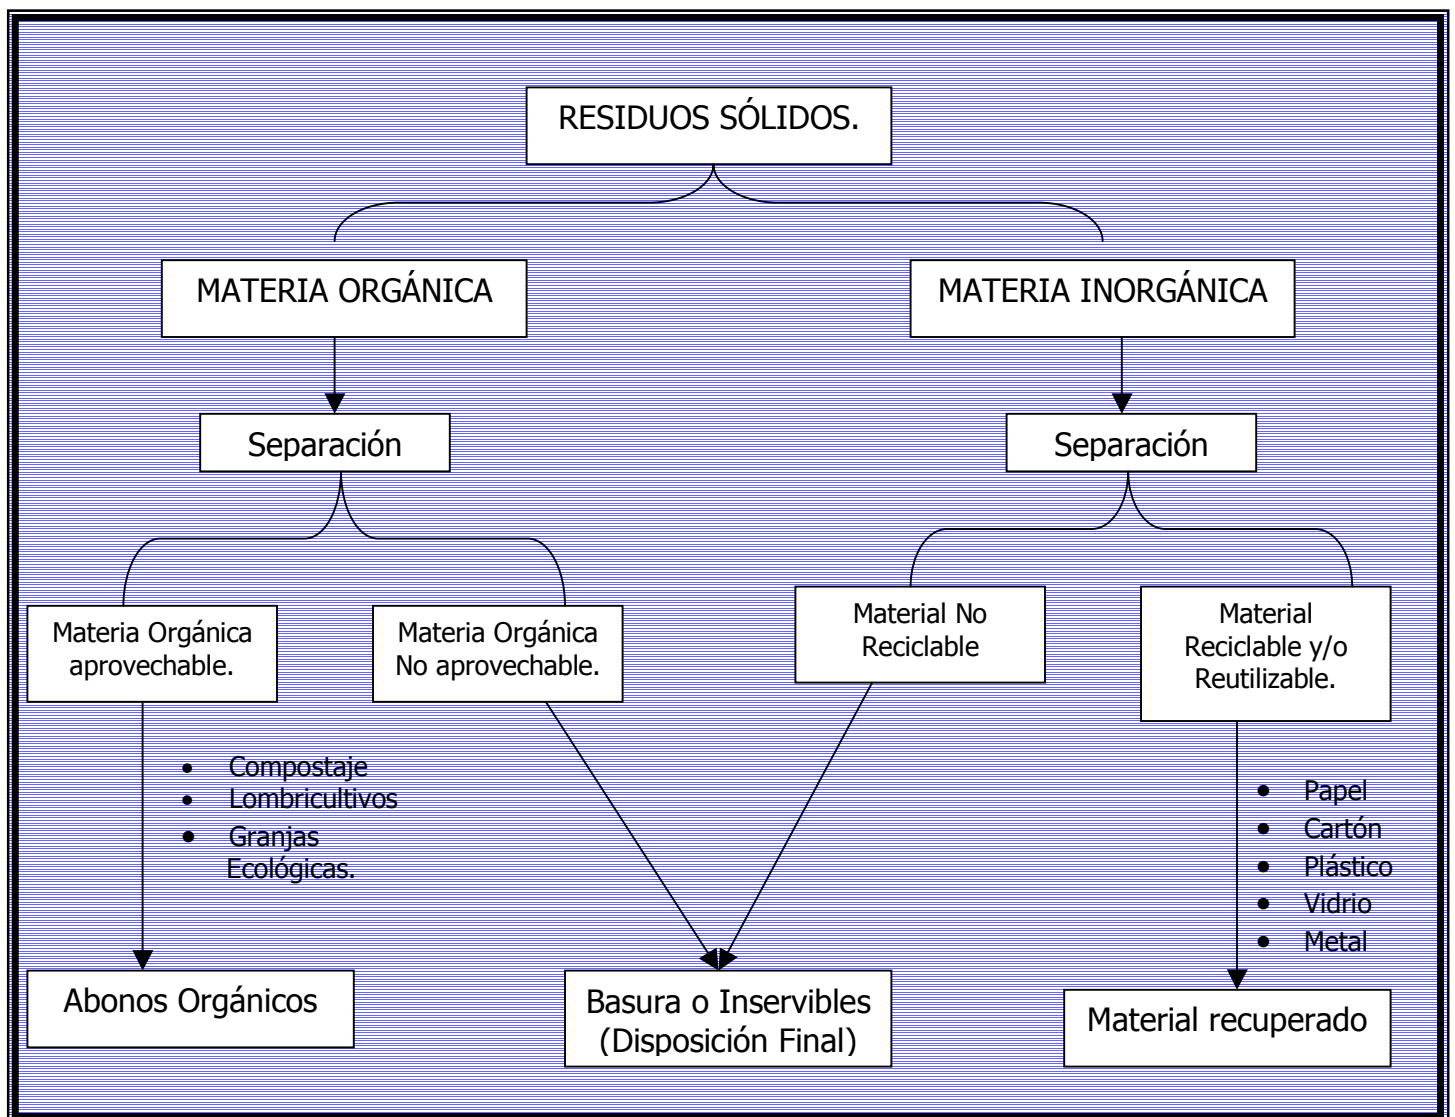 RESIDUOS SÓLIDOS.
MATERIA ORGÁNICA
MATERIA INORGÁNICA
Separación
Separación
Materia Orgánica
aprovechable.
Materia Orgánica
No aprovechable.
Material No
Reciclable
Material
Reciclable y/o
Reutilizable.
• Compostaje
• Lombricultivos
• Granjas
Ecológicas.
• Papel
• Cartón
• Plástico
• Vidrio
• Metal
Abonos Orgánicos
Basura o Inservibles
(Disposición Final)
Material recuperado